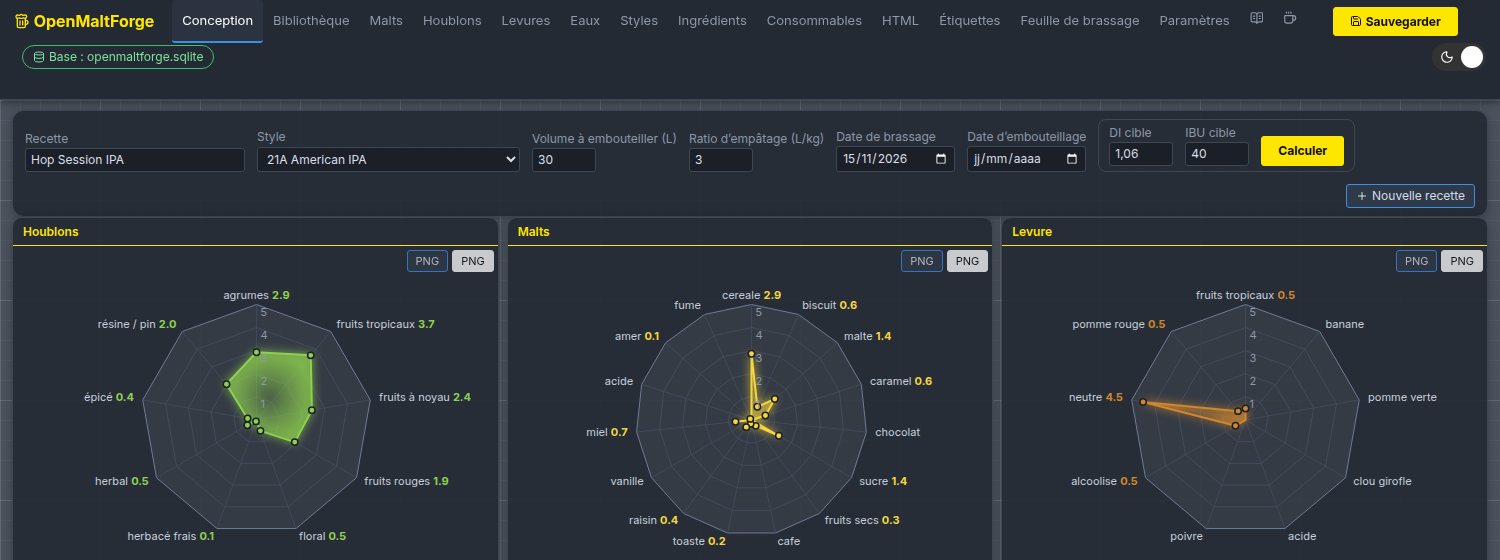 OpenMaltForge
Conception Bibliothèque Malts Houblons Levures Eaux Styles Ingrédients Consommables HTML Étiquettes Feuille de brassage Paramètres
Sauvegarder
Base : openmaltforge.sqlite
Recette Style Volume à embouteiller (L) Ratio d’empâtage (L/kg) Date de brassage Date d’embouteillage DI cible IBU cible
Hop Session IPA 21A American IPA 30 3 15/11/2026 jj/mm/aaaa 1,06 40 Calculer
+ Nouvelle recette
Houblons
PNG PNG
agrumes 2.9
résine / pin 2.0
fruits tropicaux 3.7
épicé 0.4
fruits à noyau 2.4
herbal 0.5
fruits rouges 1.9
herbacé frais 0.1
floral 0.5
5
4
3
2
1
Malts
PNG PNG
cereale 2.9
fume
biscuit 0.6
amer 0.1
malte 1.4
acide
caramel 0.6
miel 0.7
chocolat
vanille
sucre 1.4
raisin 0.4
fruits secs 0.3
toaste 0.2
cafe
5
4
3
2
Levure
PNG PNG
fruits tropicaux 0.5
pomme rouge 0.5
banane
neutre 4.5
pomme verte
alcoolise 0.5
clou girofle
poivre
acide
5
4
3
2
1